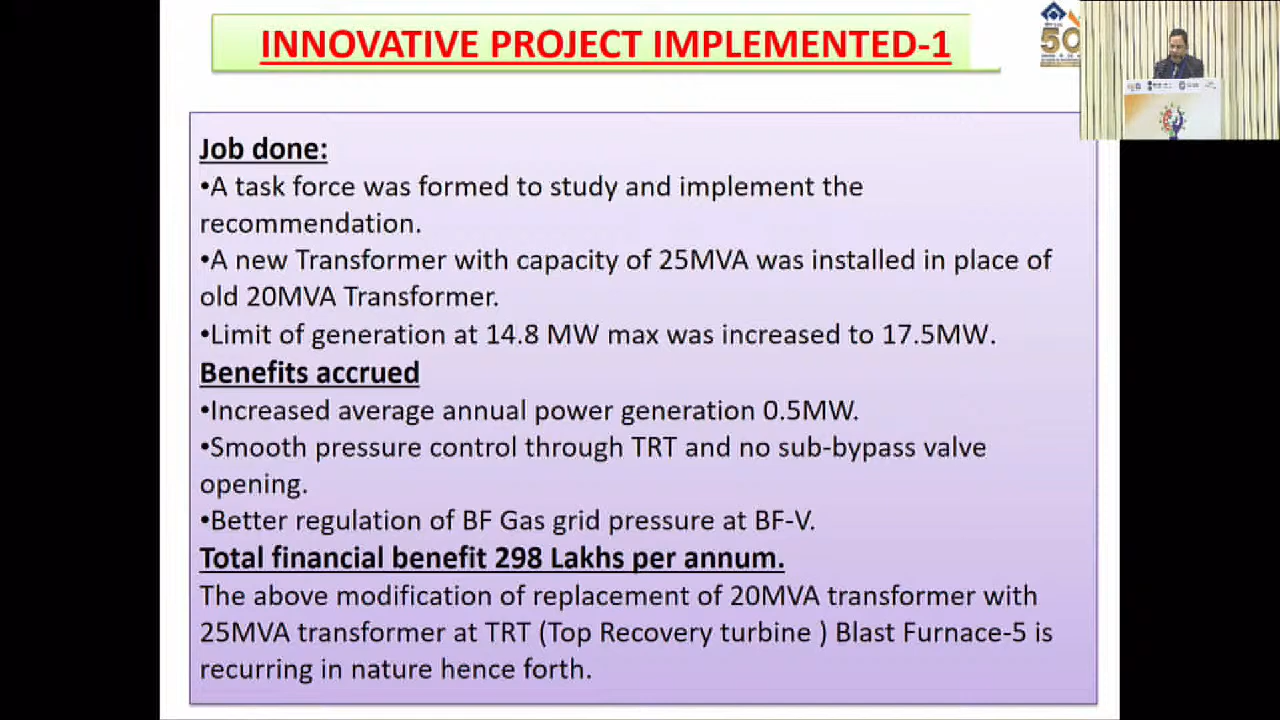 INNOVATIVE PROJECT IMPLEMENTED-1
50
Job done:
•A task force was formed to study and implement the
recommendation.
•A new Transformer with capacity of 25MVA was installed in place of
old 20MVA Transformer.
•Limit of generation at 14.8 MW max was increased to 17.5MW.
Benefits accrued
•Increased average annual power generation 0.5MW.
•Smooth pressure control through TRT and no sub-bypass valve
opening.
•Better regulation of BF Gas grid pressure at BF-V.
Total financial benefit 298 Lakhs per annum.
The above modification of replacement of 20MVA transformer with
25MVA transformer at TRT (Top Recovery turbine ) Blast Furnace-5 is
recurring in nature hence forth.